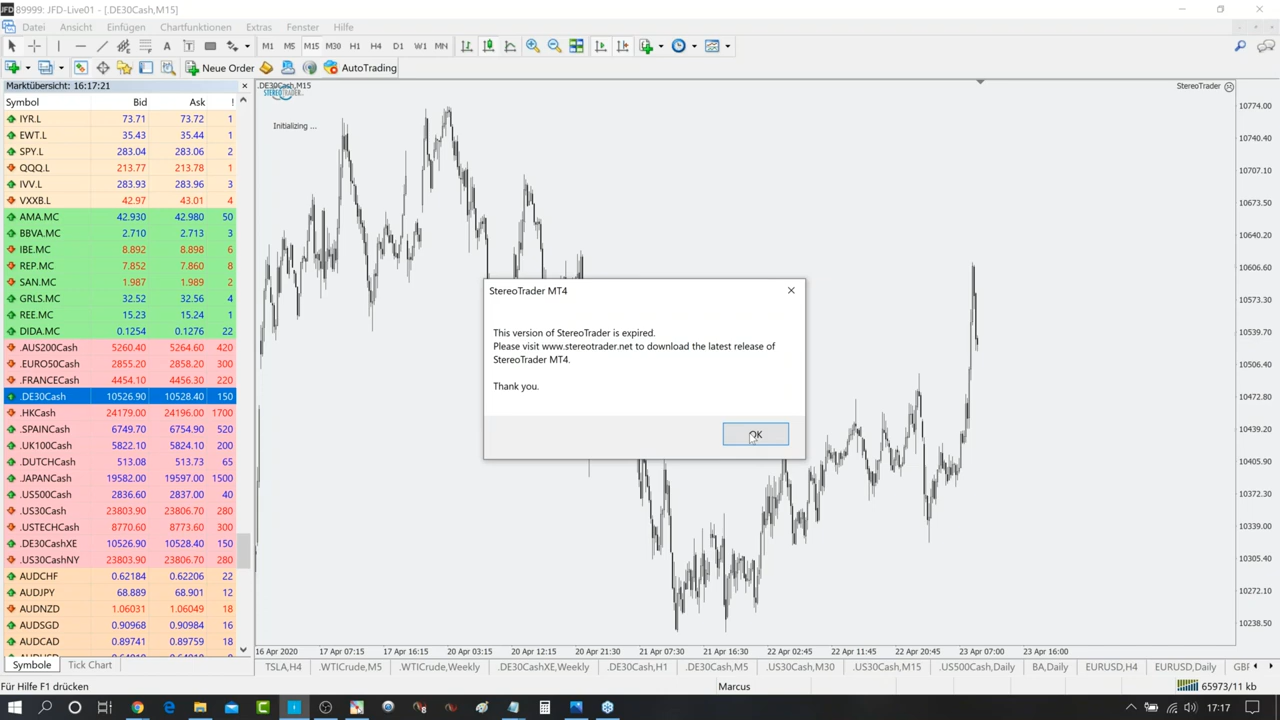 89999: JFD-Live01 - [.DE30Cash,M15]
Datei Ansicht Einfügen Chartfunktionen Extras Fenster Hilfe
M1 M5 M15 M30 H1 H4 D1 W1 MN
New Order AutoTrading
Marktübersicht: 16:17:21
Symbol Bid Ask !
IYR.L 73.71 73.72 1
EWT.L 35.43 35.44 1
SPY.L 283.04 283.06 2
QQQ.L 213.77 213.78 1
IVV.L 283.93 283.96 3
VXXB.L 42.97 43.01 4
AMA.MC 42.930 42.980 50
BBVA.MC 2.710 2.713 3
IBE.MC 8.892 8.898 6
REP.MC 7.852 7.860 8
SAN.MC 1.987 1.989 2
GRLS.MC 32.52 32.56 4
REE.MC 15.23 15.24 1
DIDA.MC 0.1254 0.1276 22
.AUS200Cash 5260.40 5264.60 420
.EURO50Cash 2855.20 2858.20 300
.FRANCECash 4454.10 4456.30 220
.DE30Cash 10526.90 10528.40 150
.HKCash 24179.00 24196.00 1700
.SPAINCash 6749.70 6754.90 520
.UK100Cash 5822.10 5824.10 200
.DUTCHCash 513.08 513.73 65
.JAPANCash 19582.00 19597.00 1500
.US500Cash 2836.60 2837.00 40
.US30Cash 23803.90 23806.70 280
.USTECHCash 8770.60 8773.60 300
.DE30CashXE 10526.90 10528.40 150
.US30CashNY 23803.90 23806.70 280
AUDCHF 0.62184 0.62206 22
AUDJPY 68.889 68.901 12
AUDNZD 1.06031 1.06049 18
AUDSGD 0.90968 0.90984 16
AUDCAD 0.89741 0.89759 18
Symbole Tick Chart
.DE30Cash,M15
STEREOTRADER
Initializing ...
StereoTrader
StereoTrader MT4
This version of StereoTrader is expired.
Please visit www.stereotrader.net to download the latest release of
StereoTrader MT4.
Thank you.
OK
10774.00
10740.40
10707.10
10673.50
10640.20
10606.60
10573.30
10539.70
10506.40
10472.80
10439.20
10405.90
10372.30
10339.00
10305.40
10272.10
10238.50
16 Apr 2020 17 Apr 07:15 17 Apr 16:15 20 Apr 03:15 20 Apr 12:15 20 Apr 21:30 21 Apr 07:30 21 Apr 16:30 22 Apr 02:45 22 Apr 11:45 22 Apr 20:45 23 Apr 07:00 23 Apr 16:00
TSLA,H4 .WTICrude,M5 .WTICrude,Weekly .DE30CashXE,Weekly .DE30Cash,H1 .DE30Cash,M5 .US30Cash,M30 .US30Cash,M15 .US500Cash,Daily BA,Daily EURUSD,H4 EURUSD,Daily
Für Hilfe F1 drücken Marcus 65973/11 kb
17:17